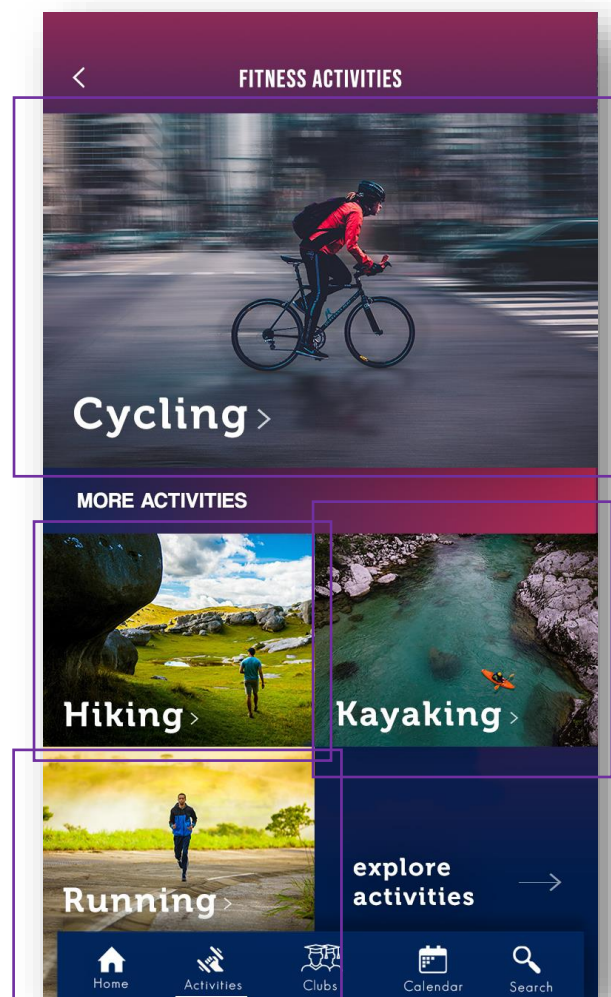 FITNESS ACTIVITIES
Cycling
MORE ACTIVITIES
Hiking
Kayaking
Running
explore
activities
Home
Activities
Clubs
Calendar
Search